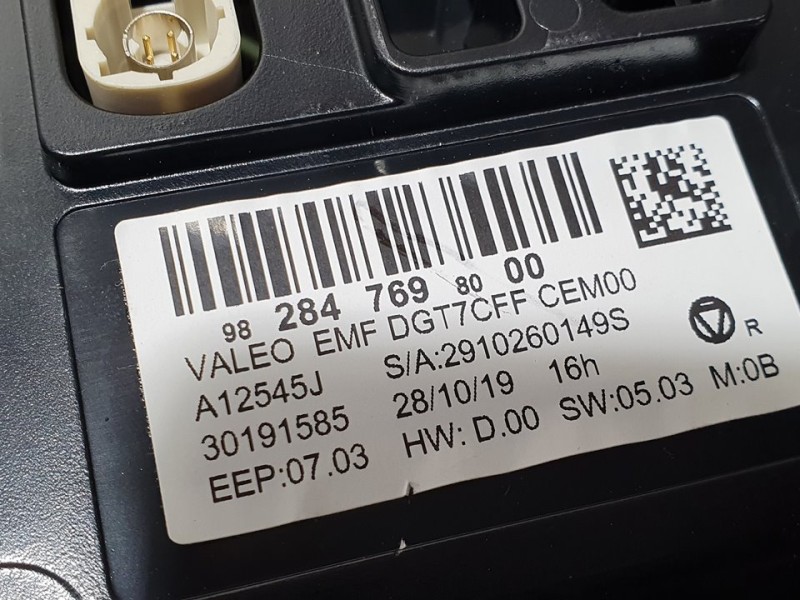 98 284 769 80 00
VALEO EMF DGT7CFF CEM00
A12545J S/A:2910260149S
30191585 28/10/19 16h
EEP:07.03 HW: D.00 SW:05.03 M:0B
R